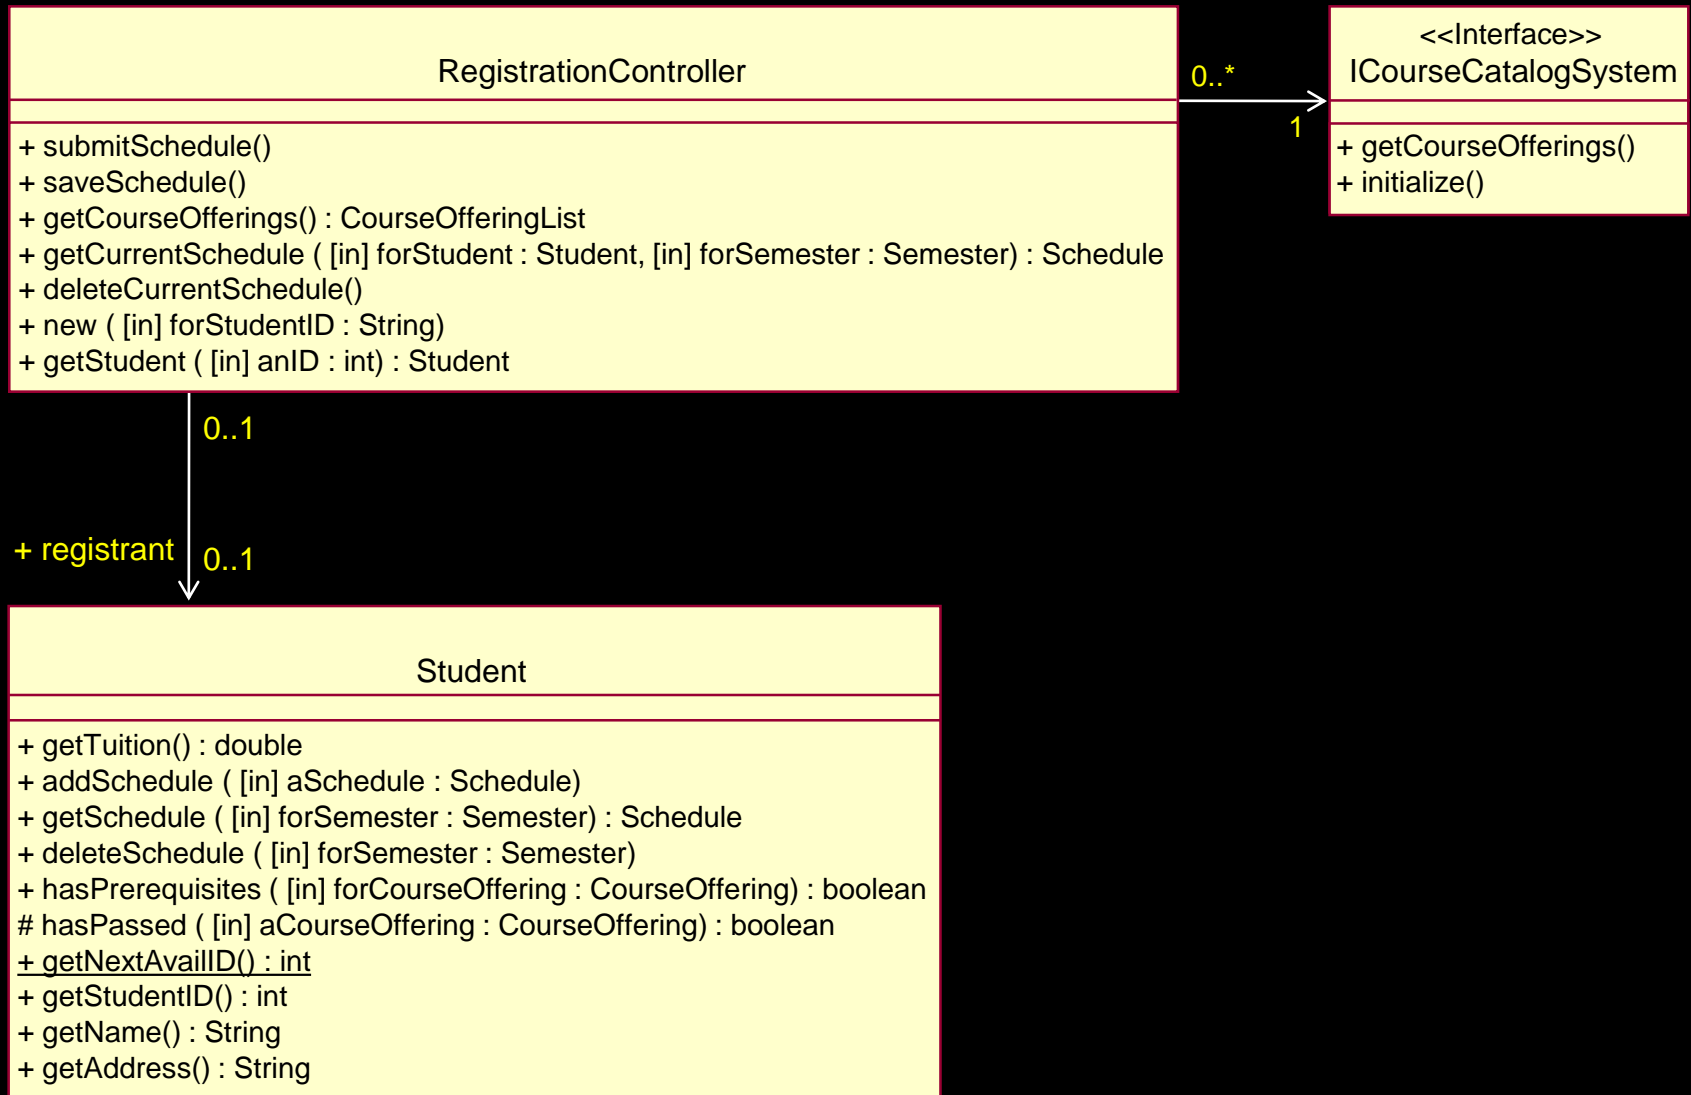 RegistrationController
+ submitSchedule()
+ saveSchedule()
+ getCourseOfferings() : CourseOfferingList
+ getCurrentSchedule ( [in] forStudent : Student, [in] forSemester : Semester) : Schedule
+ deleteCurrentSchedule()
+ new ( [in] forStudentID : String)
+ getStudent ( [in] anID : int) : Student
0..*
1
<<Interface>>
ICourseCatalogSystem
+ getCourseOfferings()
+ initialize()
0..1
+ registrant
0..1
Student
+ getTuition() : double
+ addSchedule ( [in] aSchedule : Schedule)
+ getSchedule ( [in] forSemester : Semester) : Schedule
+ deleteSchedule ( [in] forSemester : Semester)
+ hasPrerequisites ( [in] forCourseOffering : CourseOffering) : boolean
# hasPassed ( [in] aCourseOffering : CourseOffering) : boolean
+ getNextAvailID() : int
+ getStudentID() : int
+ getName() : String
+ getAddress() : String